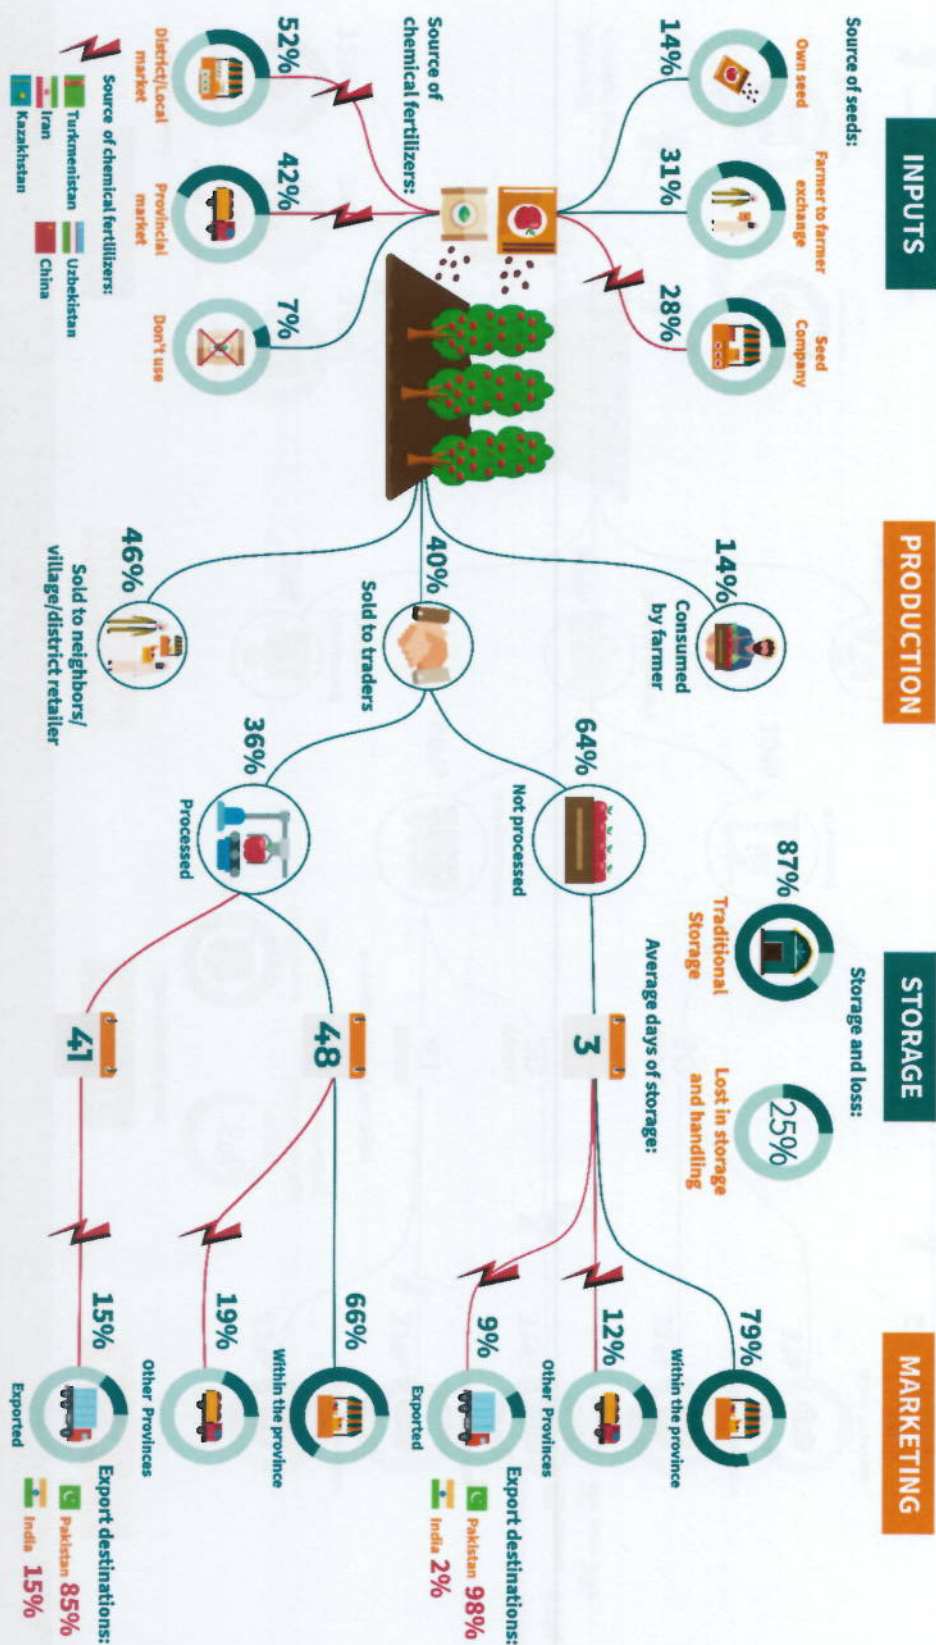 INPUTS
PRODUCTION
STORAGE
MARKETING
Source of seeds:
Own seed
14%
Farmer to farmer
exchange
31%
Seed
Company
28%
Source of
chemical fertilizers:
52%
District/Local
market
42%
Provincial
market
7%
Don't use
Source of chemical fertilizers:
Turkmenistan
Uzbekistan
Iran
China
Kazakhstan
14%
Consumed
by farmer
40%
Sold to traders
46%
Sold to neighbors/
village/district retailer
64%
Not processed
36%
Processed
Storage and loss:
87%
Traditional
Storage
25%
Lost in storage
and handling
Average days of storage:
3
48
41
79%
Within the province
12%
Other Provinces
9%
Exported
Export destinations:
Pakistan 98%
India 2%
66%
Within the province
19%
Other Provinces
15%
Exported
Export destinations:
Pakistan 85%
India 15%